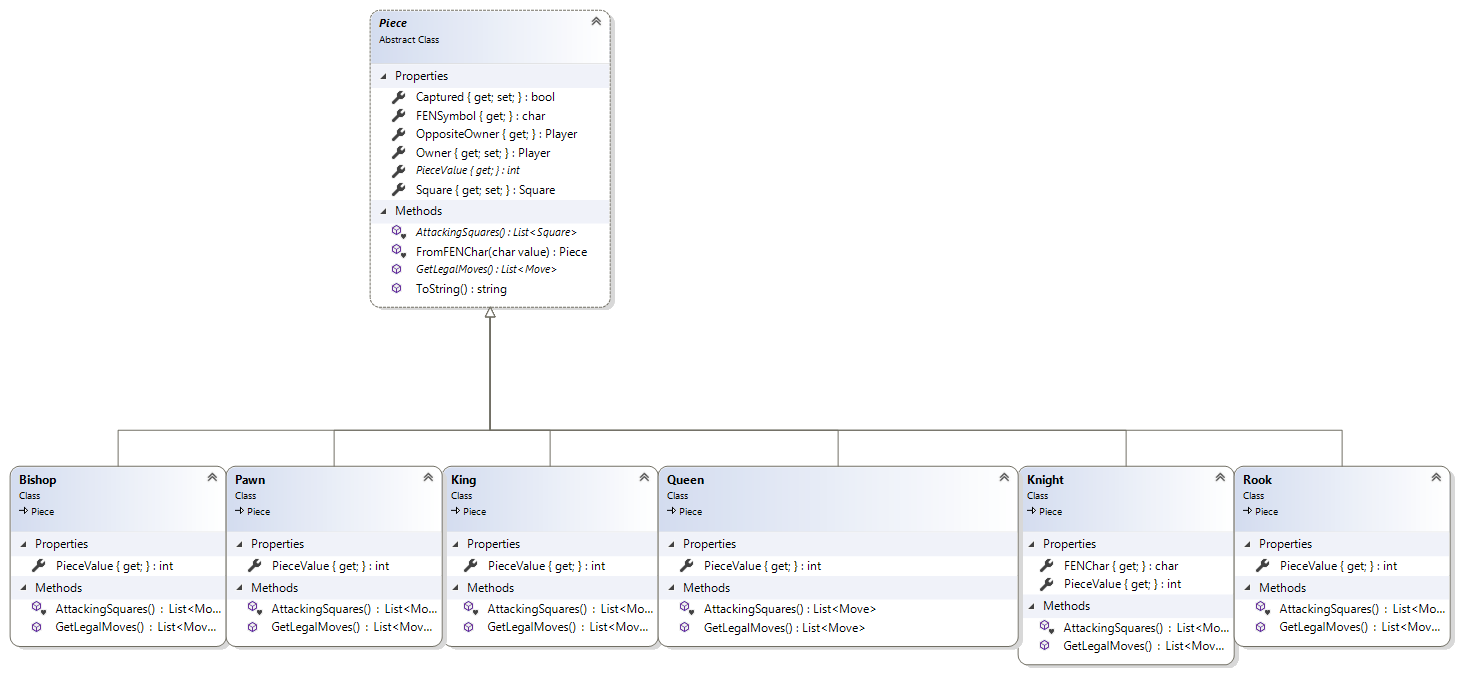 Piece
Abstract Class
Properties
Captured { get; set; } : bool
FENSymbol { get; } : char
OppositeOwner { get; } : Player
Owner { get; set; } : Player
PieceValue { get; } : int
Square { get; set; } : Square
Methods
AttackingSquares() : List<Square>
FromFENChar(char value) : Piece
GetLegalMoves() : List<Move>
ToString() : string
Bishop
Class
Piece
Properties
PieceValue { get; } : int
Methods
AttackingSquares() : List<Mo...
GetLegalMoves() : List<Mov...
Pawn
Class
Piece
Properties
PieceValue { get; } : int
Methods
AttackingSquares() : List<Mo...
GetLegalMoves() : List<Mov...
King
Class
Piece
Properties
PieceValue { get; } : int
Methods
AttackingSquares() : List<Mo...
GetLegalMoves() : List<Mov...
Queen
Class
Piece
Properties
PieceValue { get; } : int
Methods
AttackingSquares() : List<Move>
GetLegalMoves() : List<Move>
Knight
Class
Piece
Properties
FENChar { get; } : char
PieceValue { get; } : int
Methods
AttackingSquares() : List<Mo...
GetLegalMoves() : List<Mov...
Rook
Class
Piece
Properties
PieceValue { get; } : int
Methods
AttackingSquares() : List<Mo...
GetLegalMoves() : List<Mov...